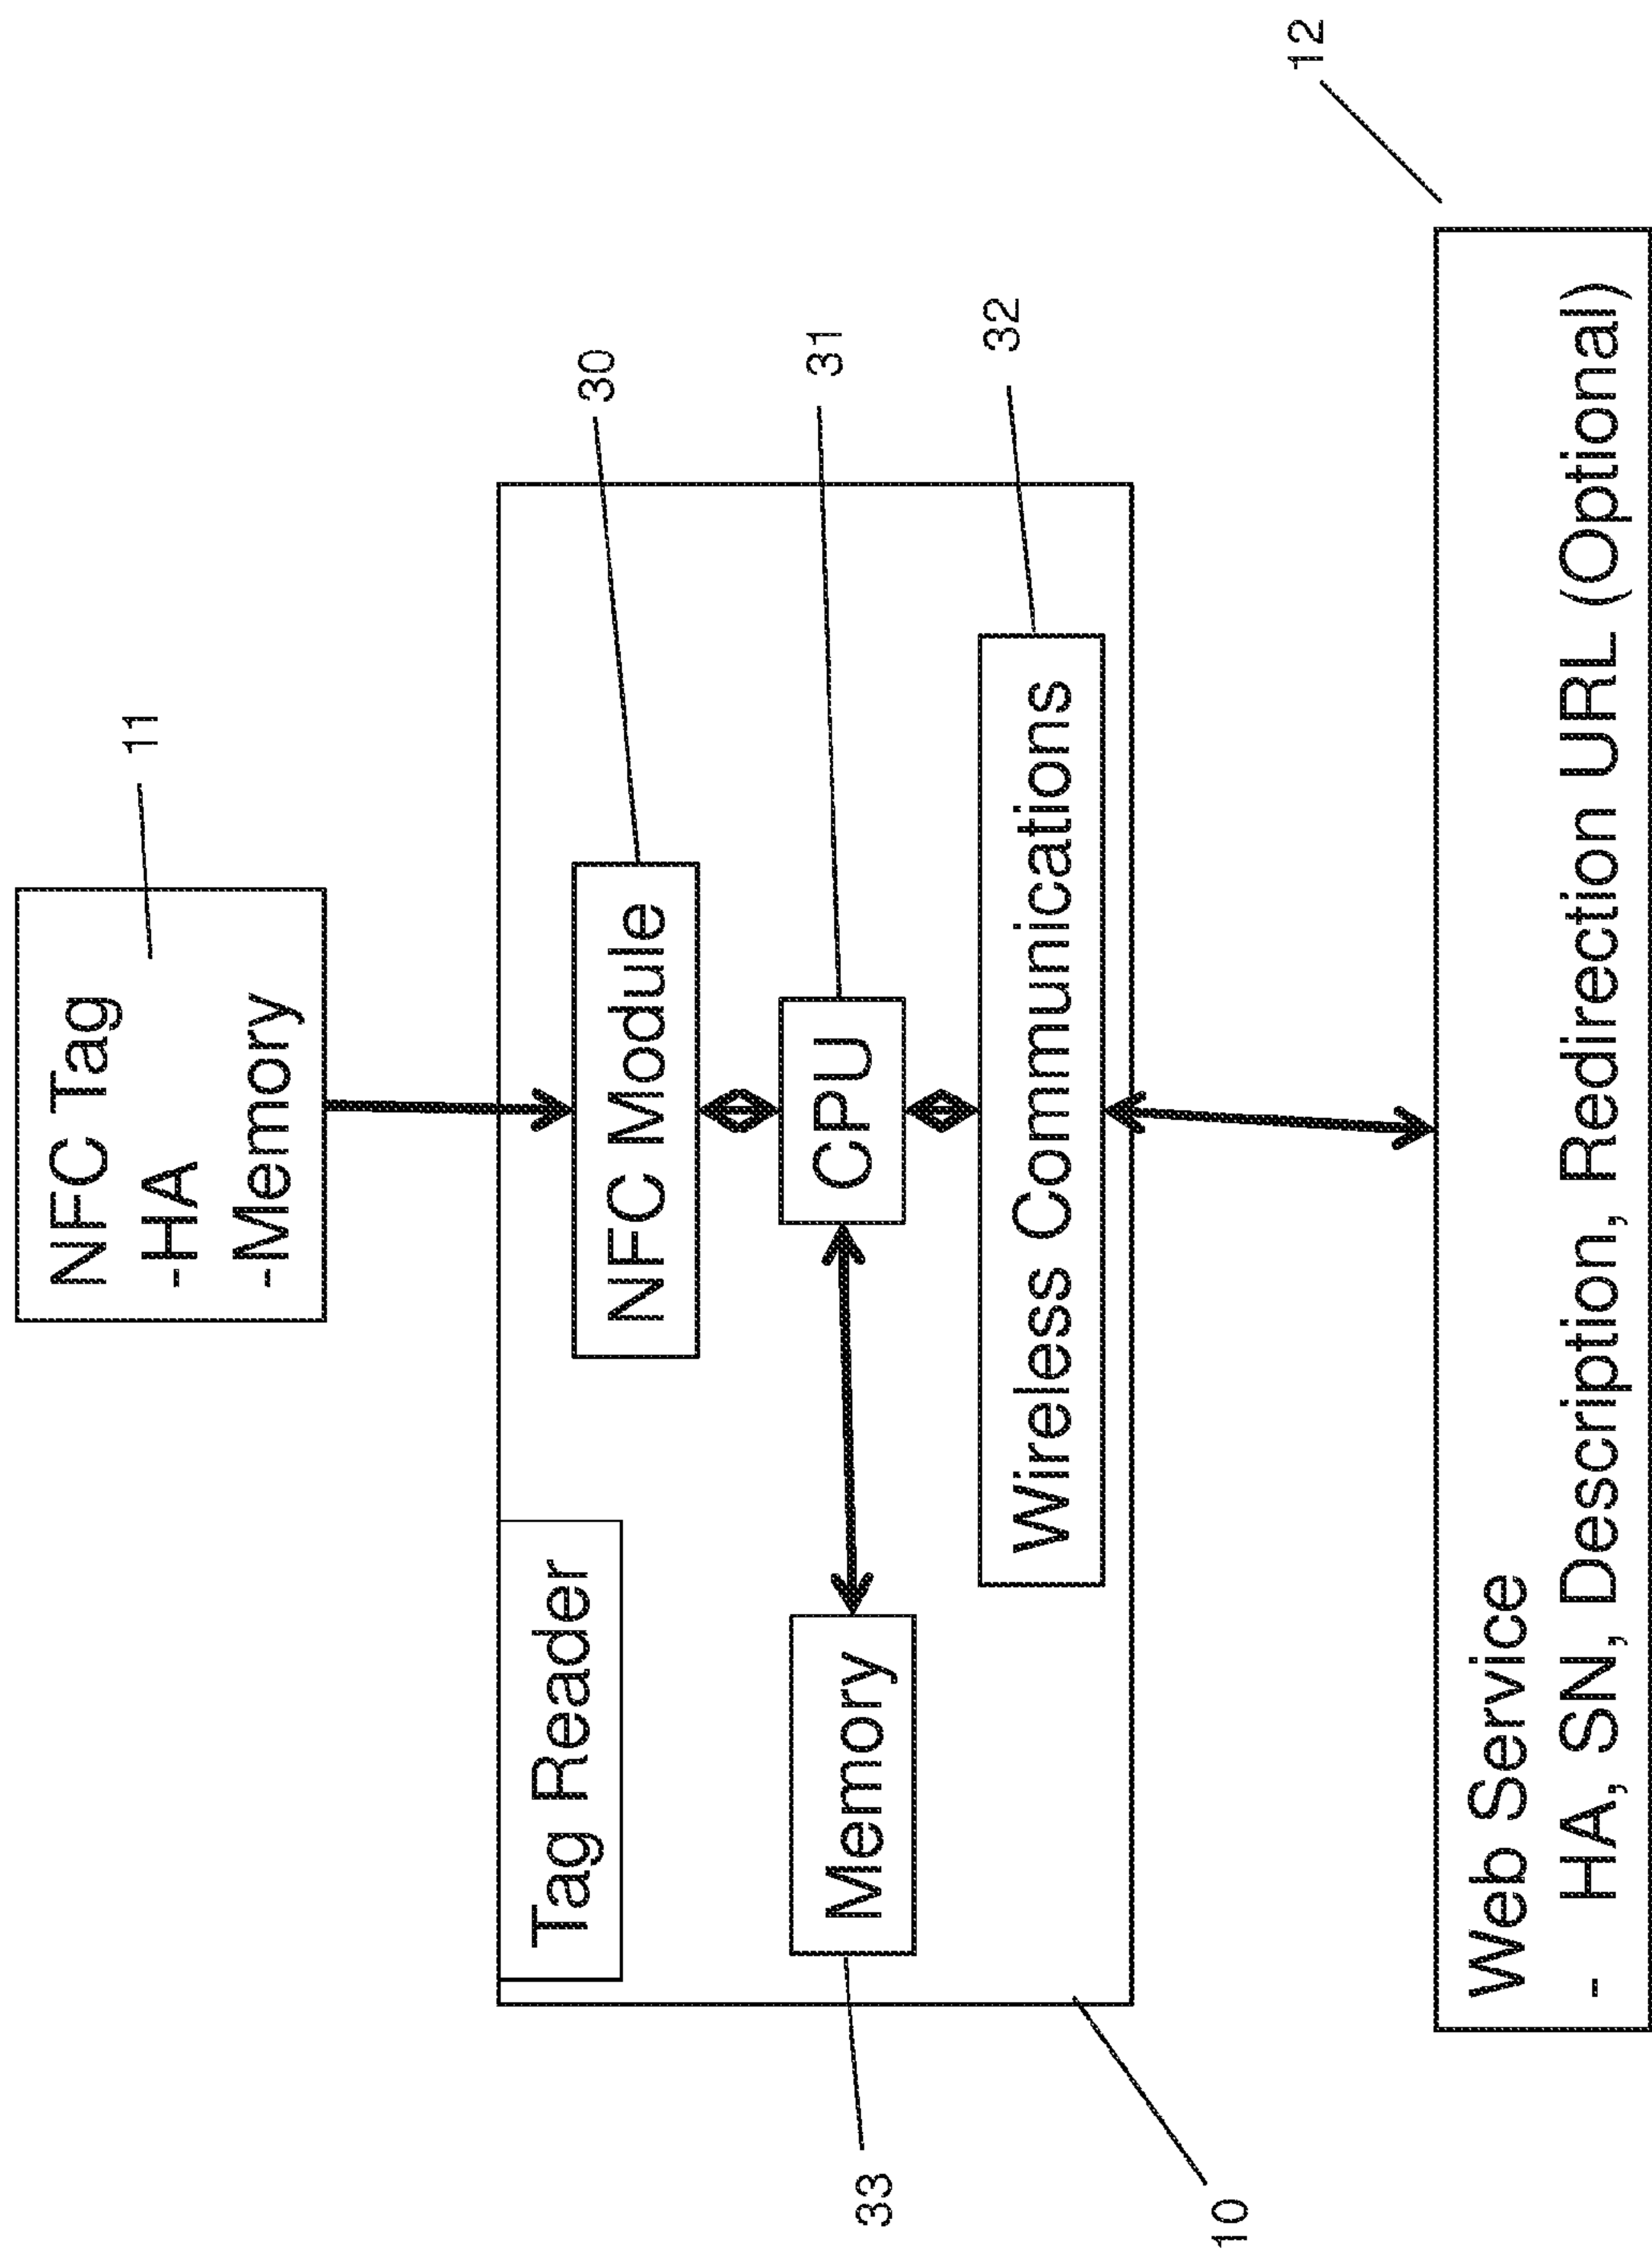 NFC Tag
-HA
-Memory
11
Tag Reader
NFC Module
30
Memory
33
CPU
31
Wireless Communications
32
10
12
Web Service
- HA, SN, Description, Redirection URL (Optional)